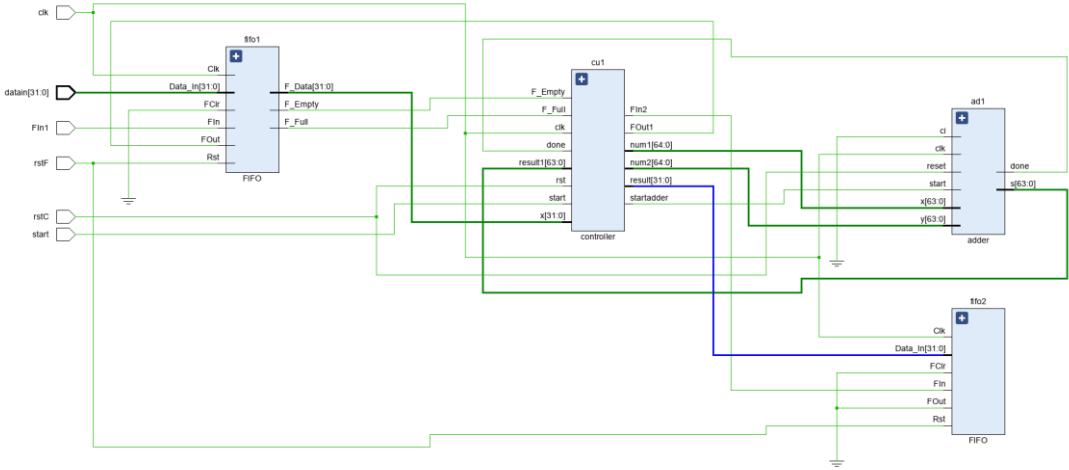 clk
datain[31:0]
FIn1
rstF
rstC
start
fifo1
Clk
Data_In[31:0]
FClr
FIn
FOut
Rst
F_Data[31:0]
F_Empty
F_Full
FIFO
cu1
F_Empty
F_Full
clk
done
result1[63:0]
rst
start
x[31:0]
FIn2
FOut1
num1[64:0]
num2[64:0]
result[31:0]
startadder
controller
ad1
ci
clk
reset
start
x[63:0]
y[63:0]
done
s[63:0]
adder
fifo2
Clk
Data_In[31:0]
FClr
FIn
FOut
Rst
FIFO